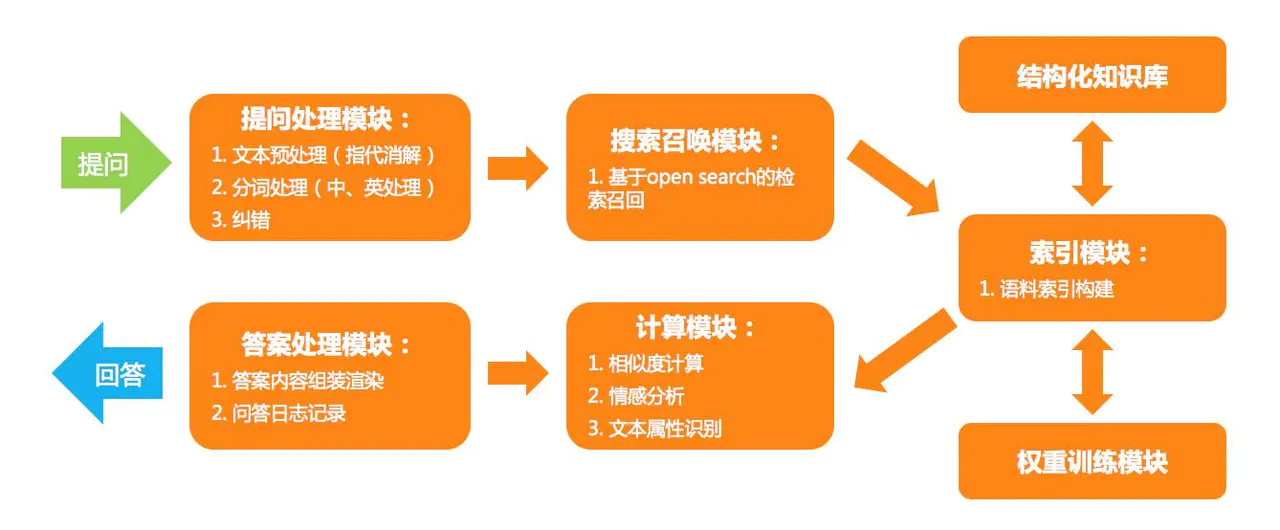 提问
提问处理模块：
1. 文本预处理（指代消解）
2. 分词处理（中、英处理）
3. 纠错
搜索召唤模块：
1. 基于open search的检
索召回
结构化知识库
索引模块：
1. 语料索引构建
权重训练模块
计算模块：
1. 相似度计算
2. 情感分析
3. 文本属性识别
答案处理模块：
1. 答案内容组装渲染
2. 问答日志记录
回答